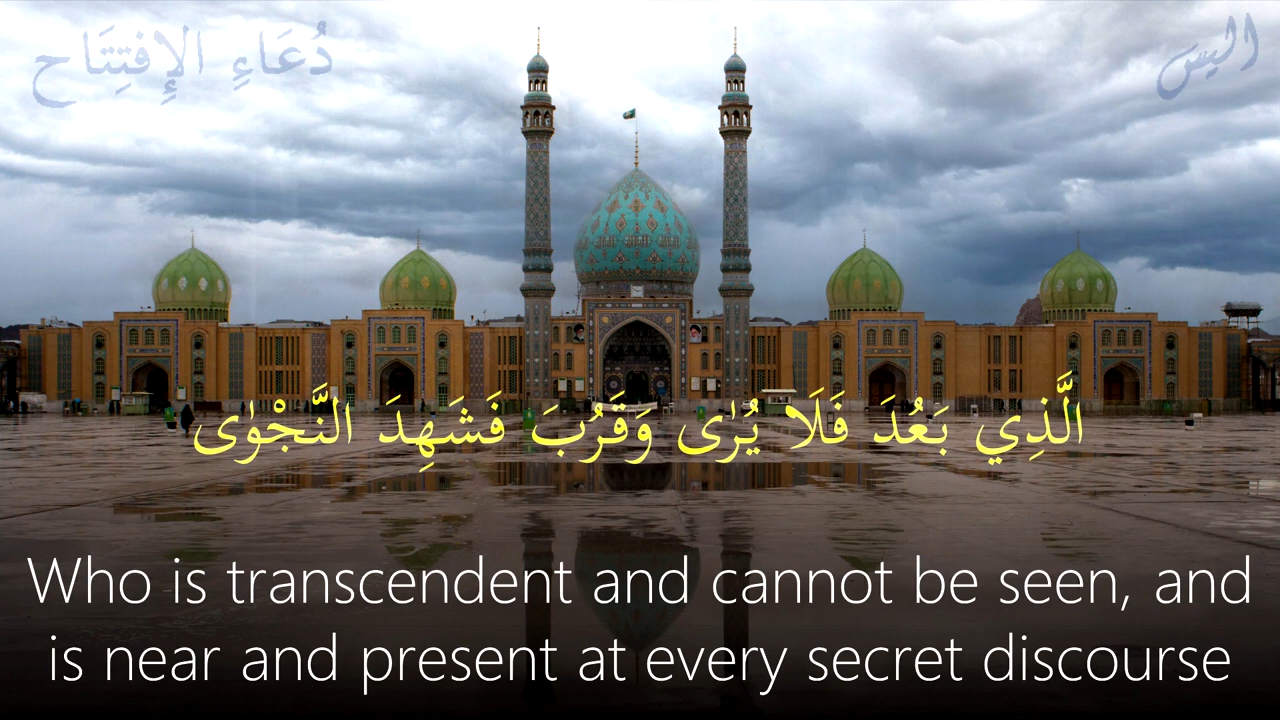 دُعَاءِ الإِفتِتَاح
اليس
الَّذِي بَعُدَ فَلَا يُرٰى وَقَرُبَ فَشَهِدَ النَّجْوٰى
Who is transcendent and cannot be seen, and
is near and present at every secret discourse